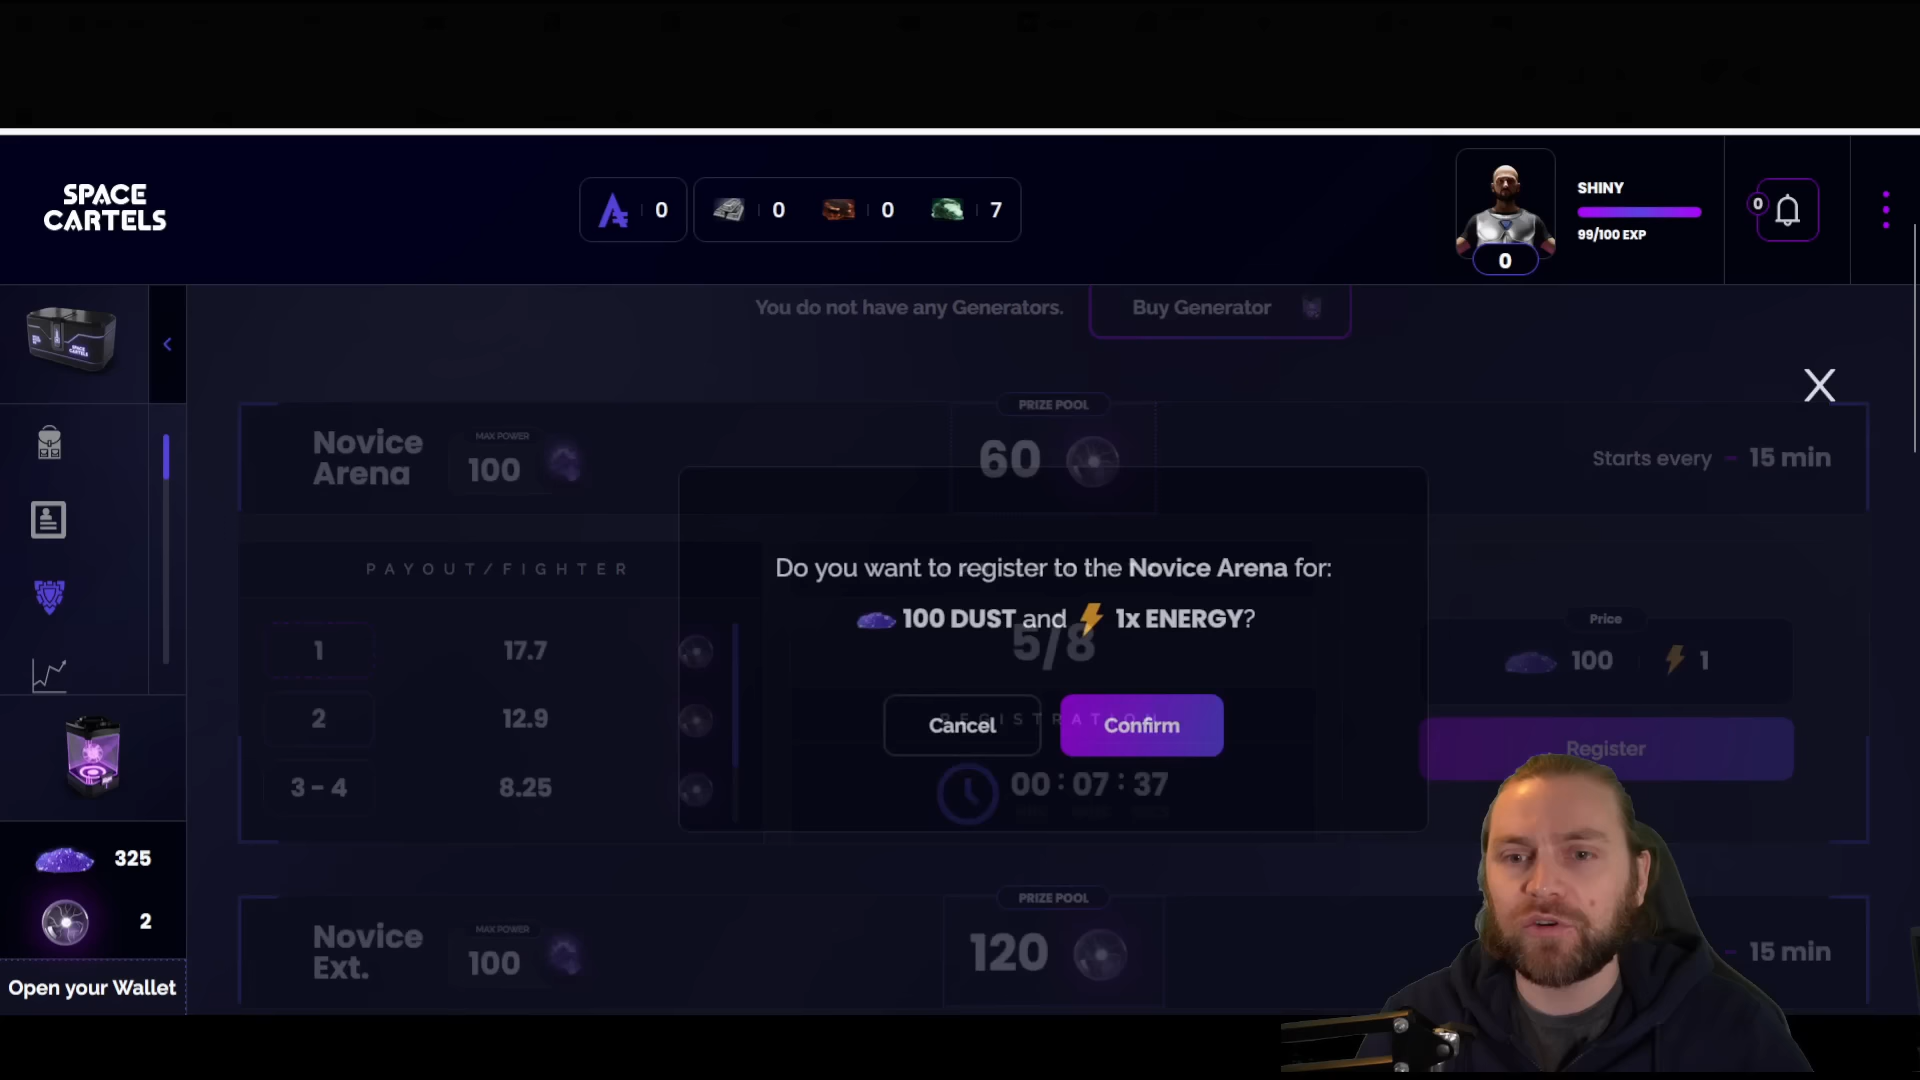 SPACE
CARTELS
0
0
0
7
SHINY
99/100 EXP
0
0
You do not have any Generators.
Buy Generator
X
PRIZE POOL
Novice
Arena
MAX POWER
100
60
Starts every - 15 min
PAYOUT/FIGHTER
Do you want to register to the Novice Arena for:
100 DUST and 1x ENERGY?
5/8
Price
100
1
1
17.7
2
12.9
3 - 4
8.25
REGISTRATION
Cancel
Confirm
Register
00 : 07 : 37
325
2
Open your Wallet
PRIZE POOL
Novice
Ext.
MAX POWER
100
120
- 15 min